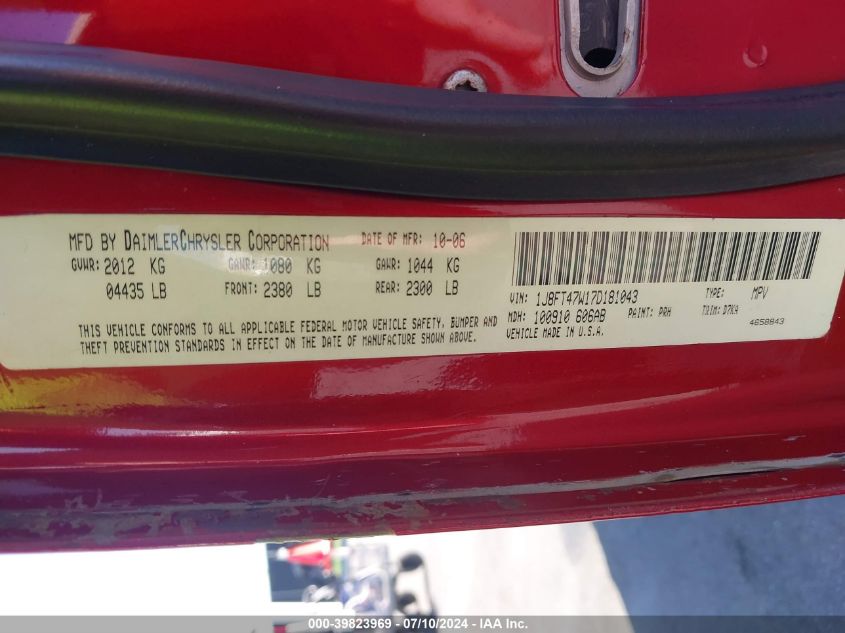 MFD BY DAIMLERCHRYSLER CORPORATION DATE OF MFR: 10-06
GVWR: 2012 KG GAWR: 1080 KG GAWR: 1044 KG
04435 LB FRONT: 2380 LB REAR: 2300 LB
THIS VEHICLE CONFORMS TO ALL APPLICABLE FEDERAL MOTOR VEHICLE SAFETY, BUMPER AND
THEFT PREVENTION STANDARDS IN EFFECT ON THE DATE OF MANUFACTURE SHOWN ABOVE.
VIN: 1J8FT47W17D181043 TYPE: MPV
MDH: 100910 606AB PAINT: PRH TRIM: D7KA
VEHICLE MADE IN U.S.A. 4658843
000-39823969 - 07/10/2024 - IAA Inc.